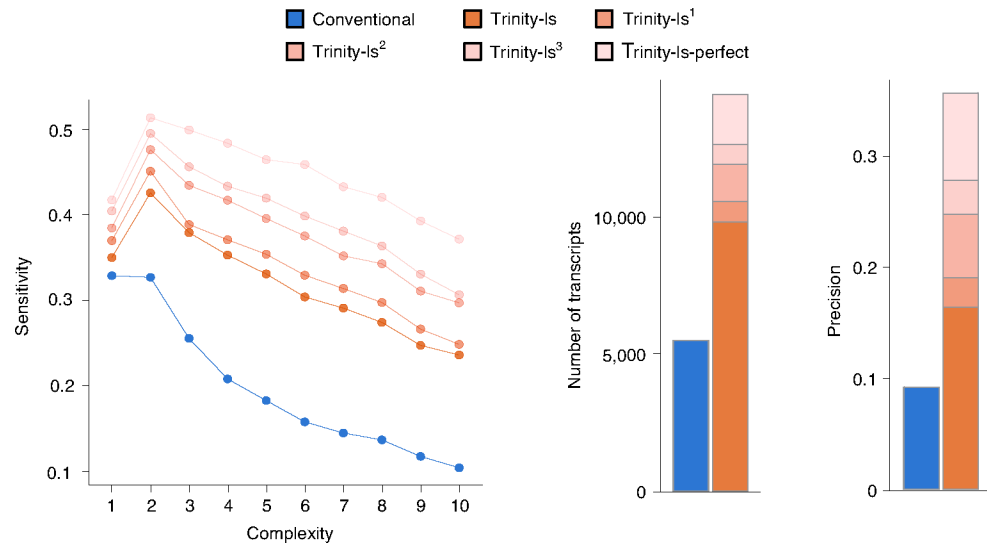 Conventional Trinity-ls Trinity-ls¹
Trinity-ls² Trinity-ls³ Trinity-ls-perfect
Sensitivity
0.5
0.4
0.3
0.2
0.1
1 2 3 4 5 6 7 8 9 10
Complexity
Number of transcripts
10,000
5,000
0
Precision
0.3
0.2
0.1
0